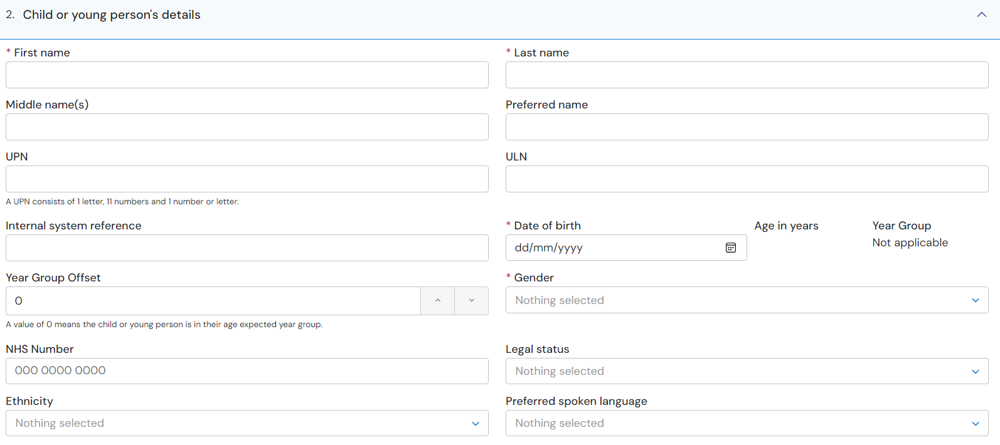 2. Child or young person's details
* First name
* Last name
Middle name(s)
Preferred name
UPN
ULN
A UPN consists of 1 letter, 11 numbers and 1 number or letter.
Internal system reference
* Date of birth
Age in years
Year Group
dd/mm/yyyy
Not applicable
Year Group Offset
* Gender
0
Nothing selected
A value of 0 means the child or young person is in their age expected year group.
NHS Number
Legal status
000 0000 0000
Nothing selected
Ethnicity
Preferred spoken language
Nothing selected
Nothing selected